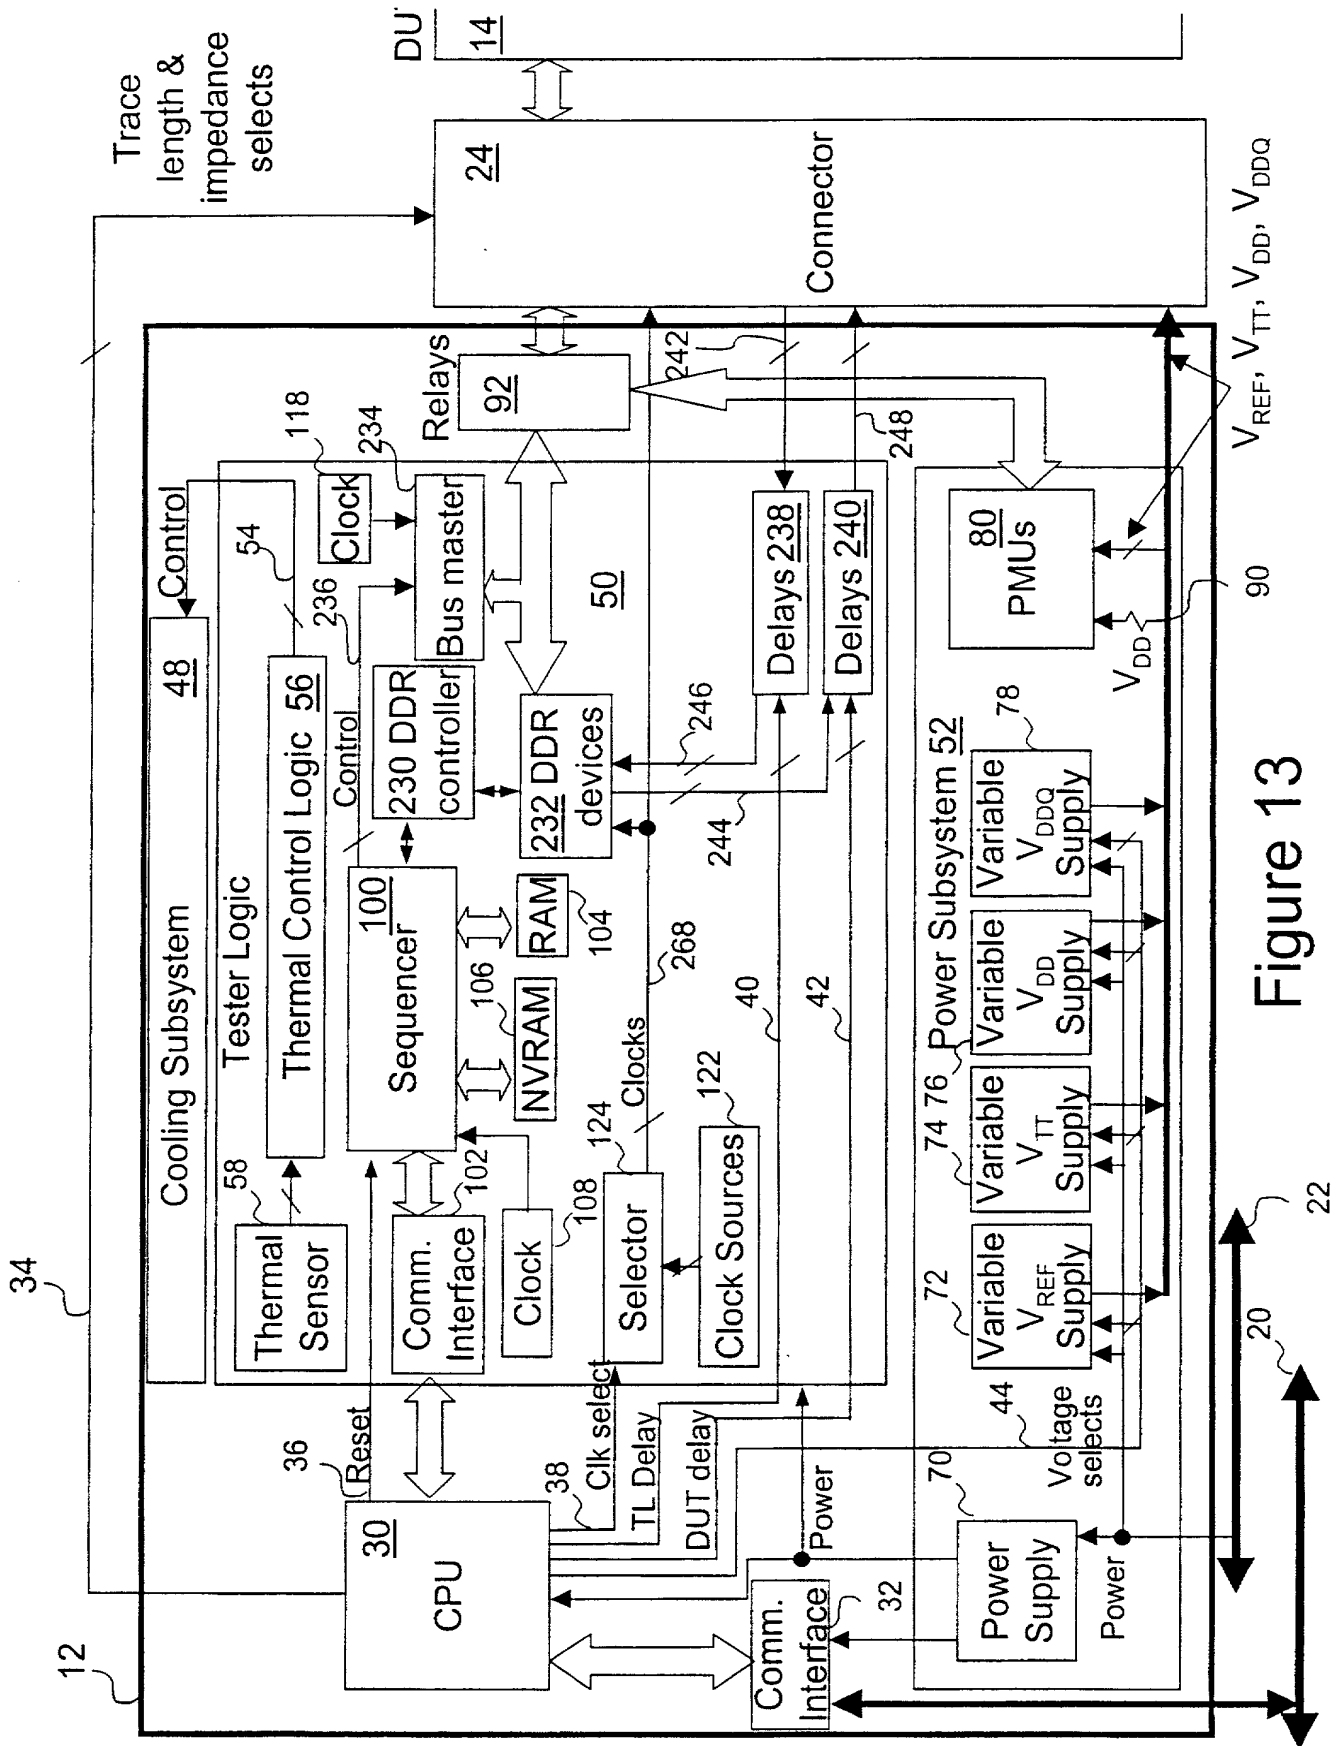 12
34
Trace
length &
impedance
selects
DU
14
Cooling Subsystem 48
Control
Tester Logic
54
Thermal
Sensor
58
Thermal Control Logic 56
Control
236
Clock
118
234
Bus master
Relays
92
24
Connector
36
Reset
30
CPU
Comm.
Interface
102
100
Sequencer
230 DDR
controller
232 DDR
devices
50
Clock
108
NVRAM
106
RAM
104
38
Clk select
Selector
124
Clocks
268
Clock Sources
122
TL Delay
40
DUT delay
42
244
246
Delays 238
Delays 240
242
248
Power
Comm.
Interface
32
Power Subsystem 52
Power
Supply
70
Power
Voltage
selects
44
Variable
VREF
Supply
72
Variable
VTT
Supply
74
Variable
VDD
Supply
76
Variable
VDDQ
Supply
78
80
PMUs
VDD
90
VREF, VTT, VDD, VDDQ
20
22
Figure 13